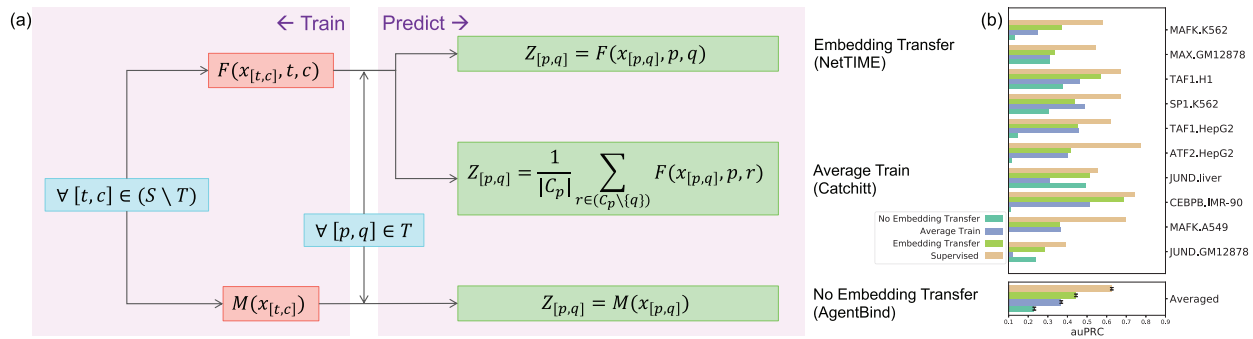 (a)
← Train
Predict →
F(x[t,c], t, c)
Z[p,q] = F(x[p,q], p, q)
Embedding Transfer
(NetTIME)
∀ [t, c] ∈ (S \ T)
Z[p,q] = 1/|C_p| ∑ r∈(C_p\{q}) F(x[p,q], p, r)
Average Train
(Catchitt)
∀ [p, q] ∈ T
M(x[t,c])
Z[p,q] = M(x[p,q])
No Embedding Transfer
(AgentBind)
(b)
MAFK.K562
MAX.GM12878
TAF1.H1
SP1.K562
TAF1.HepG2
ATF2.HepG2
JUND.liver
CEBPB.IMR-90
MAFK.A549
JUND.GM12878
No Embedding Transfer
Average Train
Embedding Transfer
Supervised
Averaged
0.1 0.2 0.3 0.4 0.5 0.6 0.7 0.8 0.9
auPRC